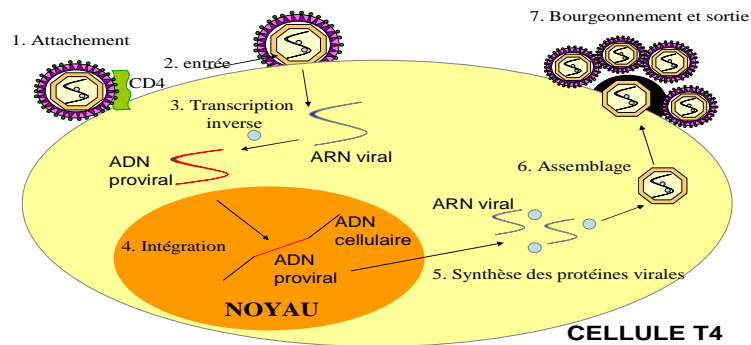 1. Attachement
CD4
2. entrée
3. Transcription
inverse
ARN viral
ADN
proviral
4. Intégration
ADN
cellulaire
ADN
proviral
NOYAU
5. Synthèse des protéines virales
ARN viral
6. Assemblage
7. Bourgeonnement et sortie
CELLULE T4